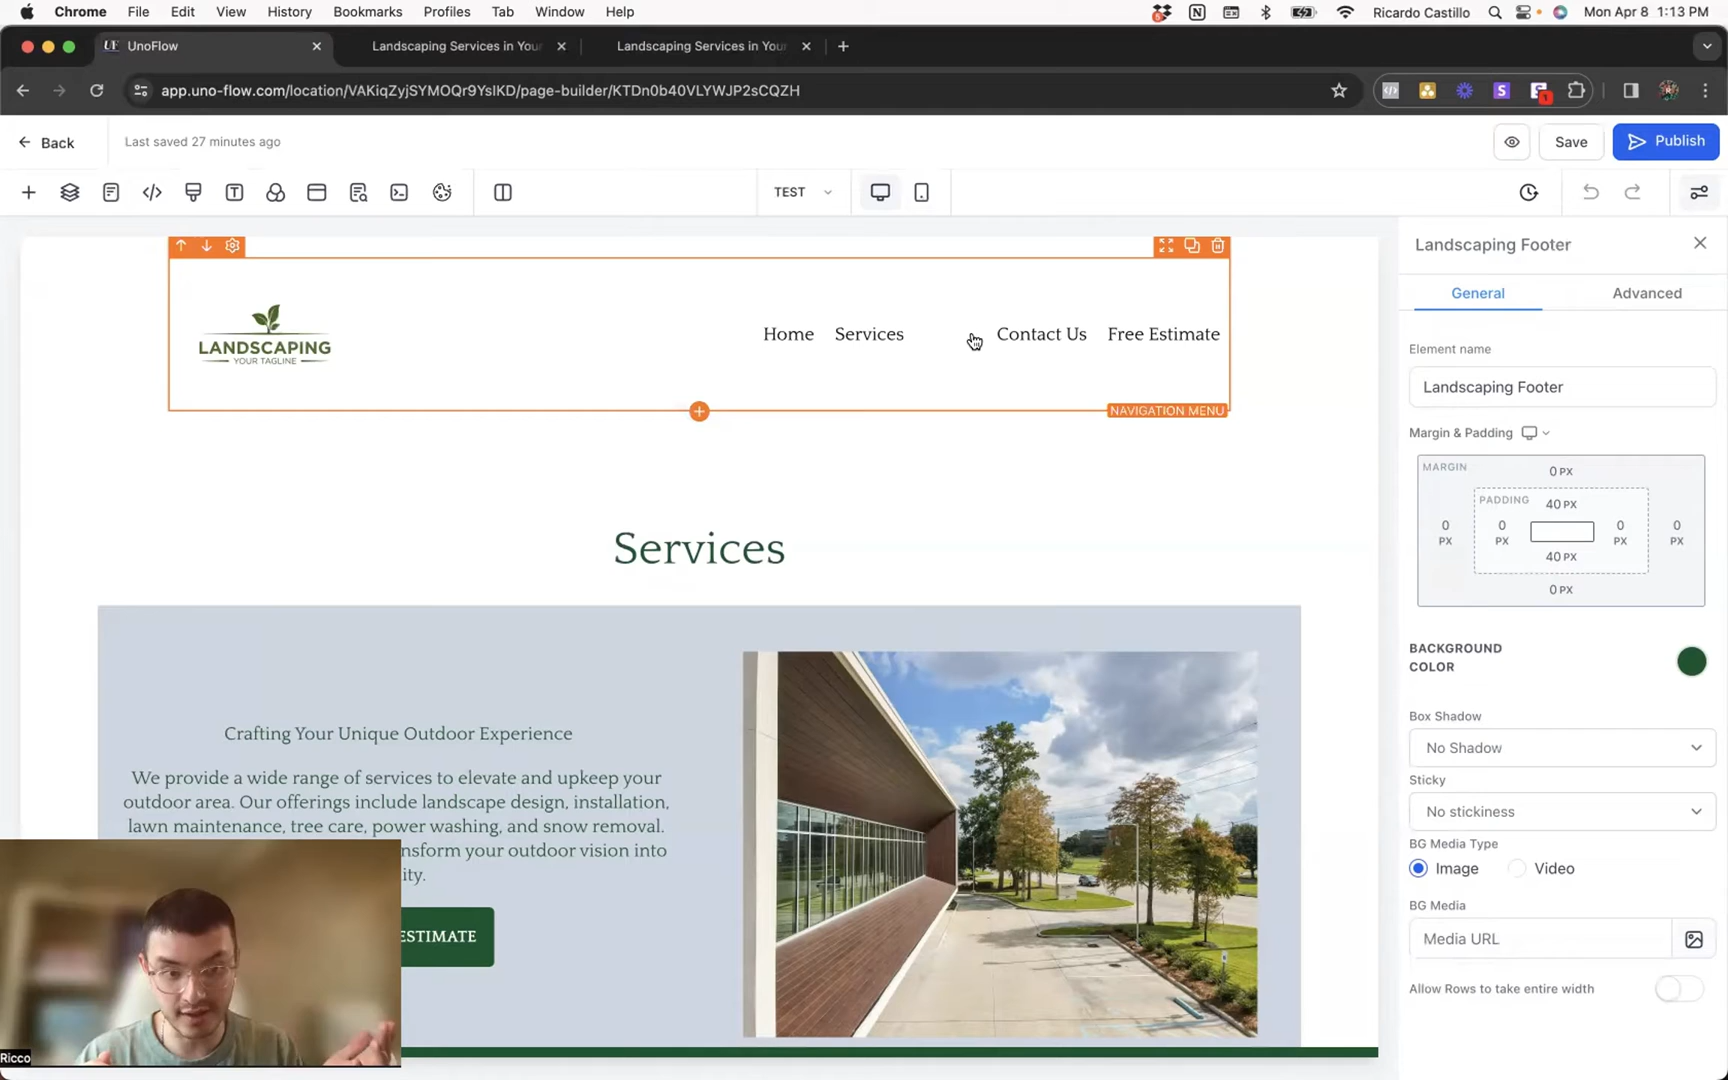 Chrome File Edit View History Bookmarks Profiles Tab Window Help
Ricardo Castillo Mon Apr 8 1:13 PM
UnoFlow
Landscaping Services in Your
Landscaping Services in Your
app.uno-flow.com/location/VAKiqZyjSYMOQr9YsIKD/page-builder/KTDn0b40VLYWJP2sCQZH
Back
Last saved 27 minutes ago
Save
Publish
TEST
LANDSCAPING
YOUR TAGLINE
Home Services Contact Us Free Estimate
NAVIGATION MENU
Services
Crafting Your Unique Outdoor Experience
We provide a wide range of services to elevate and upkeep your
outdoor area. Our offerings include landscape design, installation,
lawn maintenance, tree care, power washing, and snow removal.
nsform your outdoor vision into
ity.
ESTIMATE
Ricco
Landscaping Footer
General Advanced
Element name
Landscaping Footer
Margin & Padding
MARGIN
0 PX
PADDING
40 PX
0 PX
0 PX
0 PX
0 PX
40 PX
0 PX
BACKGROUND
COLOR
Box Shadow
No Shadow
Sticky
No stickiness
BG Media Type
Image Video
BG Media
Media URL
Allow Rows to take entire width